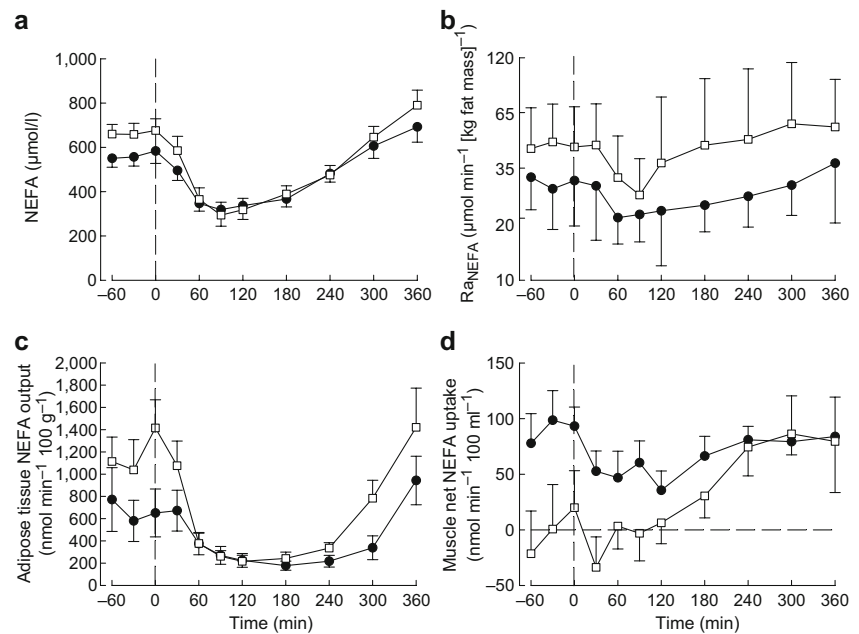 a
1,000
800
600
400
200
0
NEFA (µmol/l)
–60 0 60 120 180 240 300 360
b
120
65
35
20
10
Ra_NEFA (µmol min⁻¹ [kg fat mass]⁻¹
–60 0 60 120 180 240 300 360
c
2,000
1,800
1,600
1,400
1,200
1,000
800
600
400
200
0
Adipose tissue NEFA output
(nmol min⁻¹ 100 g⁻¹)
–60 0 60 120 180 240 300 360
Time (min)
d
150
100
50
0
–50
Muscle net NEFA uptake
(nmol min⁻¹ 100 ml⁻¹)
–60 0 60 120 180 240 300 360
Time (min)